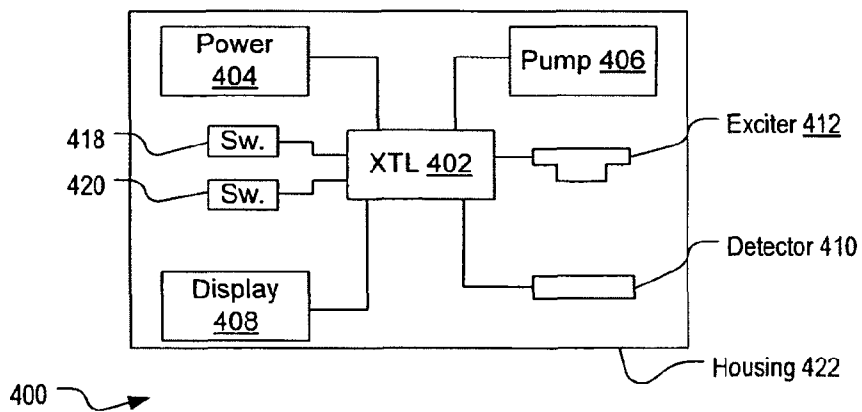 Power
404
Pump 406
418
Sw.
XTL 402
Exciter 412
420
Sw.
Detector 410
Display
408
Housing 422
400